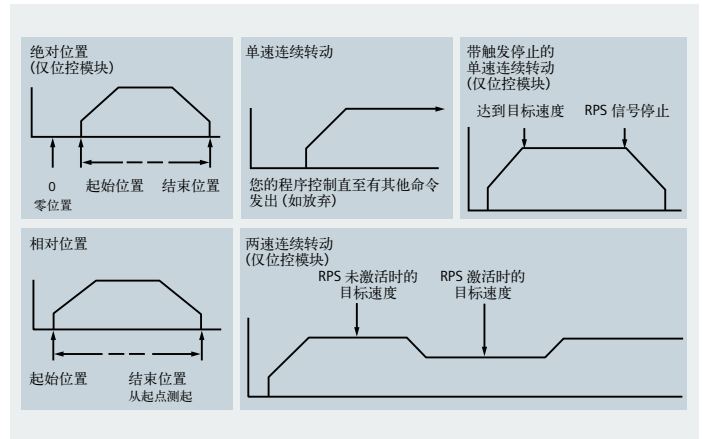 绝对位置
(仅位控模块)
0
零位置
起始位置
结束位置
单速连续转动
您的程序控制直至有其他命令
发出 (如放弃)
带触发停止的
单速连续转动
(仅位控模块)
达到目标速度
RPS 信号停止
相对位置
起始位置
结束位置
从起点测起
两速连续转动
(仅位控模块)
RPS 未激活时的
目标速度
RPS 激活时的
目标速度